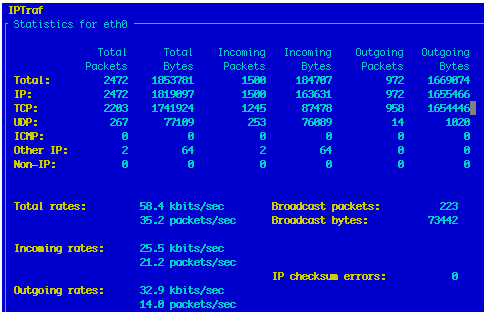 IPTraf
Statistics for eth0
Total Total Incoming Incoming Outgoing Outgoing
Packets Bytes Packets Bytes Packets Bytes
Total: 2472 1853781 1500 184707 972 1669074
IP: 2472 1819097 1500 163631 972 1655466
TCP: 2203 1741924 1245 87478 958 1654446
UDP: 267 77109 253 76089 14 1020
ICMP: 0 0 0 0 0 0
Other IP: 2 64 2 64 0 0
Non-IP: 0 0 0 0 0 0
Total rates: 58.4 kbits/sec Broadcast packets: 223
35.2 packets/sec Broadcast bytes: 73442
Incoming rates: 25.5 kbits/sec
21.2 packets/sec
IP checksum errors: 0
Outgoing rates: 32.9 kbits/sec
14.0 packets/sec